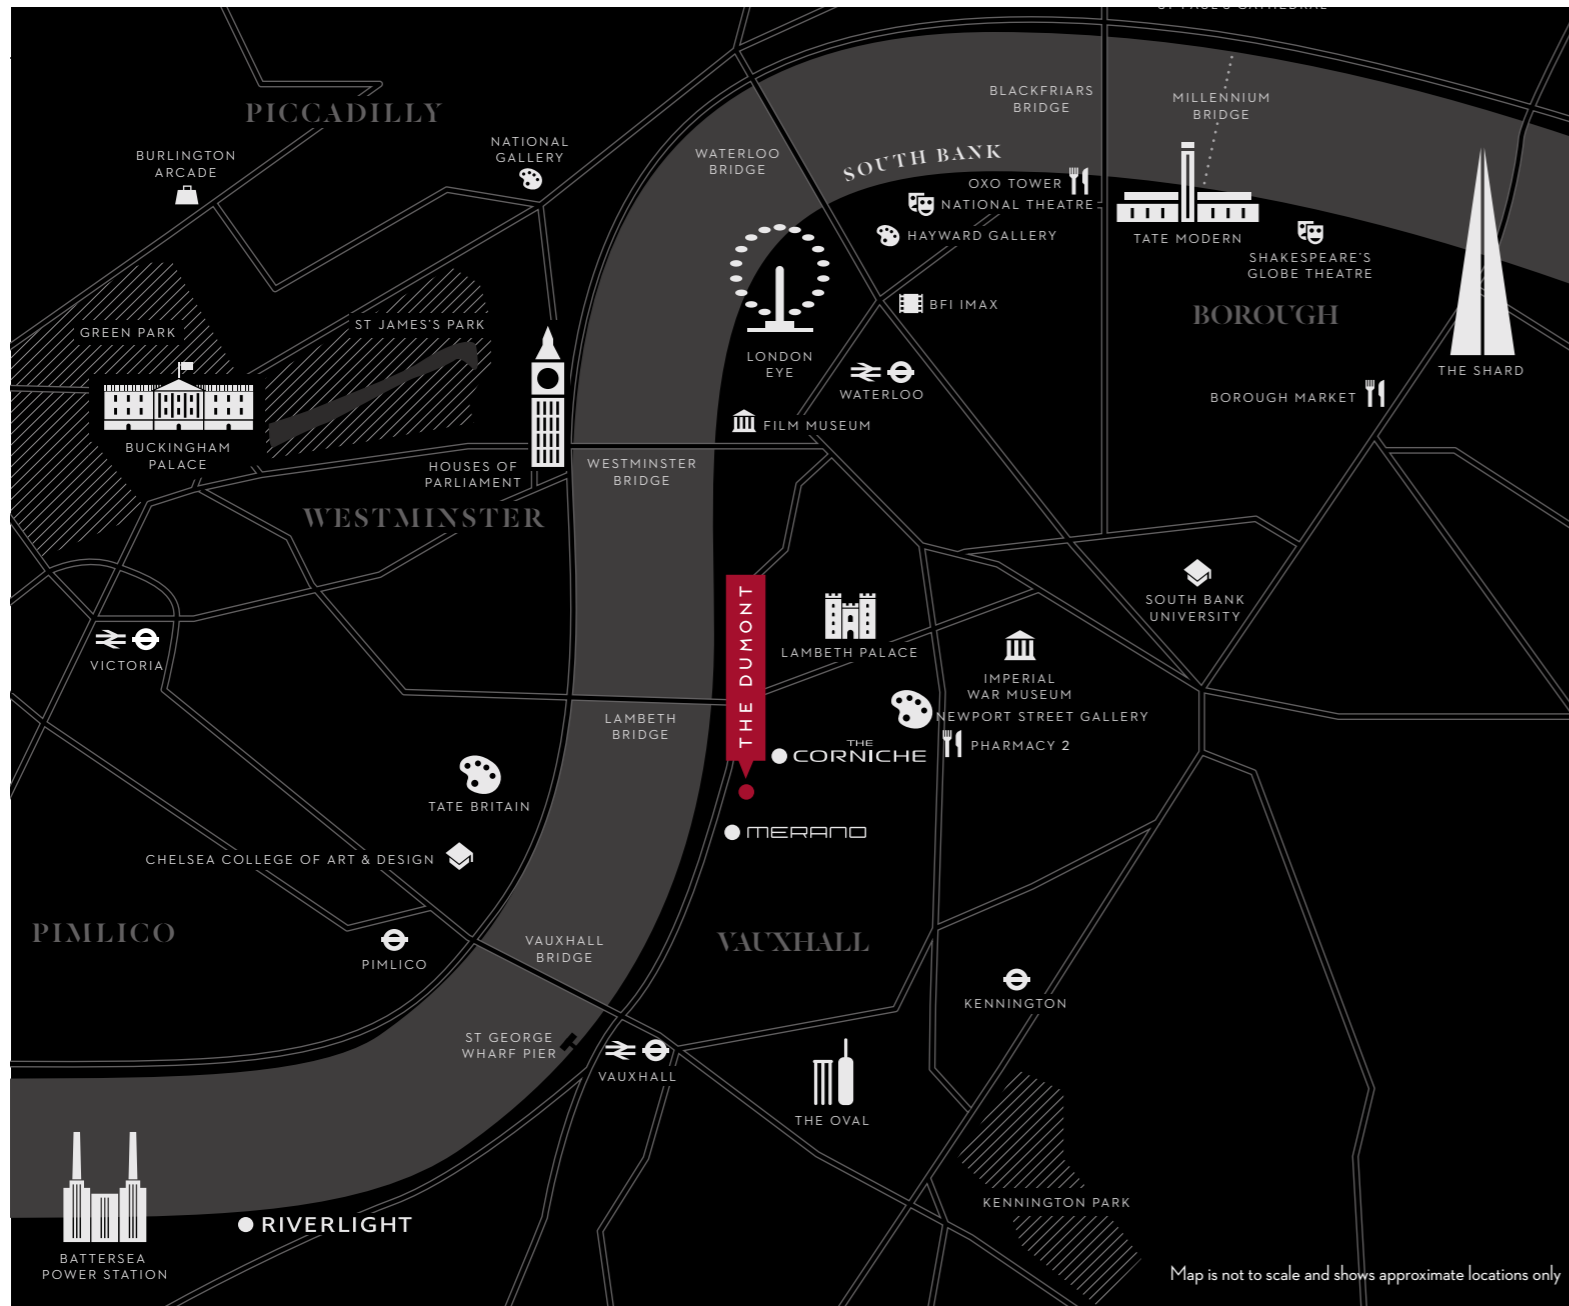 ST PAUL'S CATHEDRAL
PICCADILLY
BURLINGTON
ARCADE
NATIONAL
GALLERY
WATERLOO
BRIDGE
BLACKFRIARS
BRIDGE
MILLENNIUM
BRIDGE
SOUTH BANK
OXO TOWER
NATIONAL THEATRE
HAYWARD GALLERY
TATE MODERN
SHAKESPEARE'S
GLOBE THEATRE
GREEN PARK
ST JAMES'S PARK
BFI IMAX
BOROUGH
LONDON
EYE
WATERLOO
THE SHARD
BOROUGH MARKET
FILM MUSEUM
BUCKINGHAM
PALACE
HOUSES OF
PARLIAMENT
WESTMINSTER
BRIDGE
WESTMINSTER
THE DUMONT
SOUTH BANK
UNIVERSITY
VICTORIA
LAMBETH PALACE
IMPERIAL
WAR MUSEUM
NEWPORT STREET GALLERY
PHARMACY 2
LAMBETH
BRIDGE
THE
CORNICHE
TATE BRITAIN
MERANO
CHELSEA COLLEGE OF ART & DESIGN
PIMLICO
PIMLICO
VAUXHALL
BRIDGE
VAUXHALL
KENNINGTON
ST GEORGE
WHARF PIER
VAUXHALL
THE OVAL
KENNINGTON PARK
RIVERLIGHT
BATTERSEA
POWER STATION
Map is not to scale and shows approximate locations only